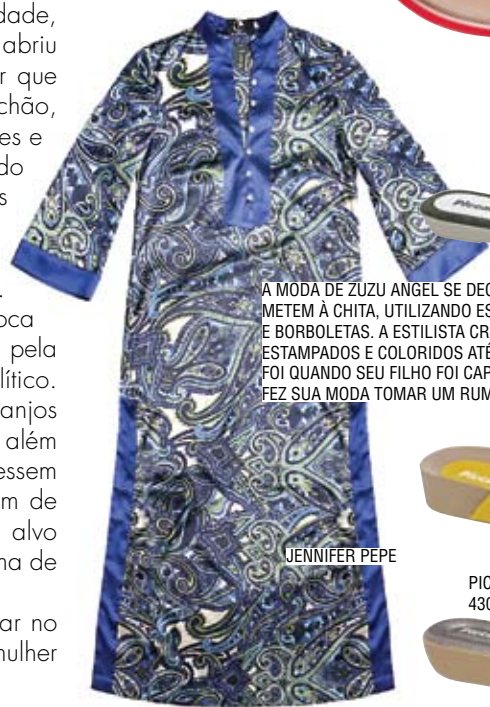 dade,
abriu
r que
chão,
es e
do
s
.
oca
pela
lítico.
anjos
além
essem
m de
alvo
ma de
ar no
mulher
A MODA DE ZUZU ANGEL SE DEC
METEM À CHITA, UTILIZANDO ES
E BORBOLETAS. A ESTILISTA CR
ESTAMPADOS E COLORIDOS ATÉ
FOI QUANDO SEU FILHO FOI CAP
FEZ SUA MODA TOMAR UM RUM
JENNIFER PEPE
PIC
430